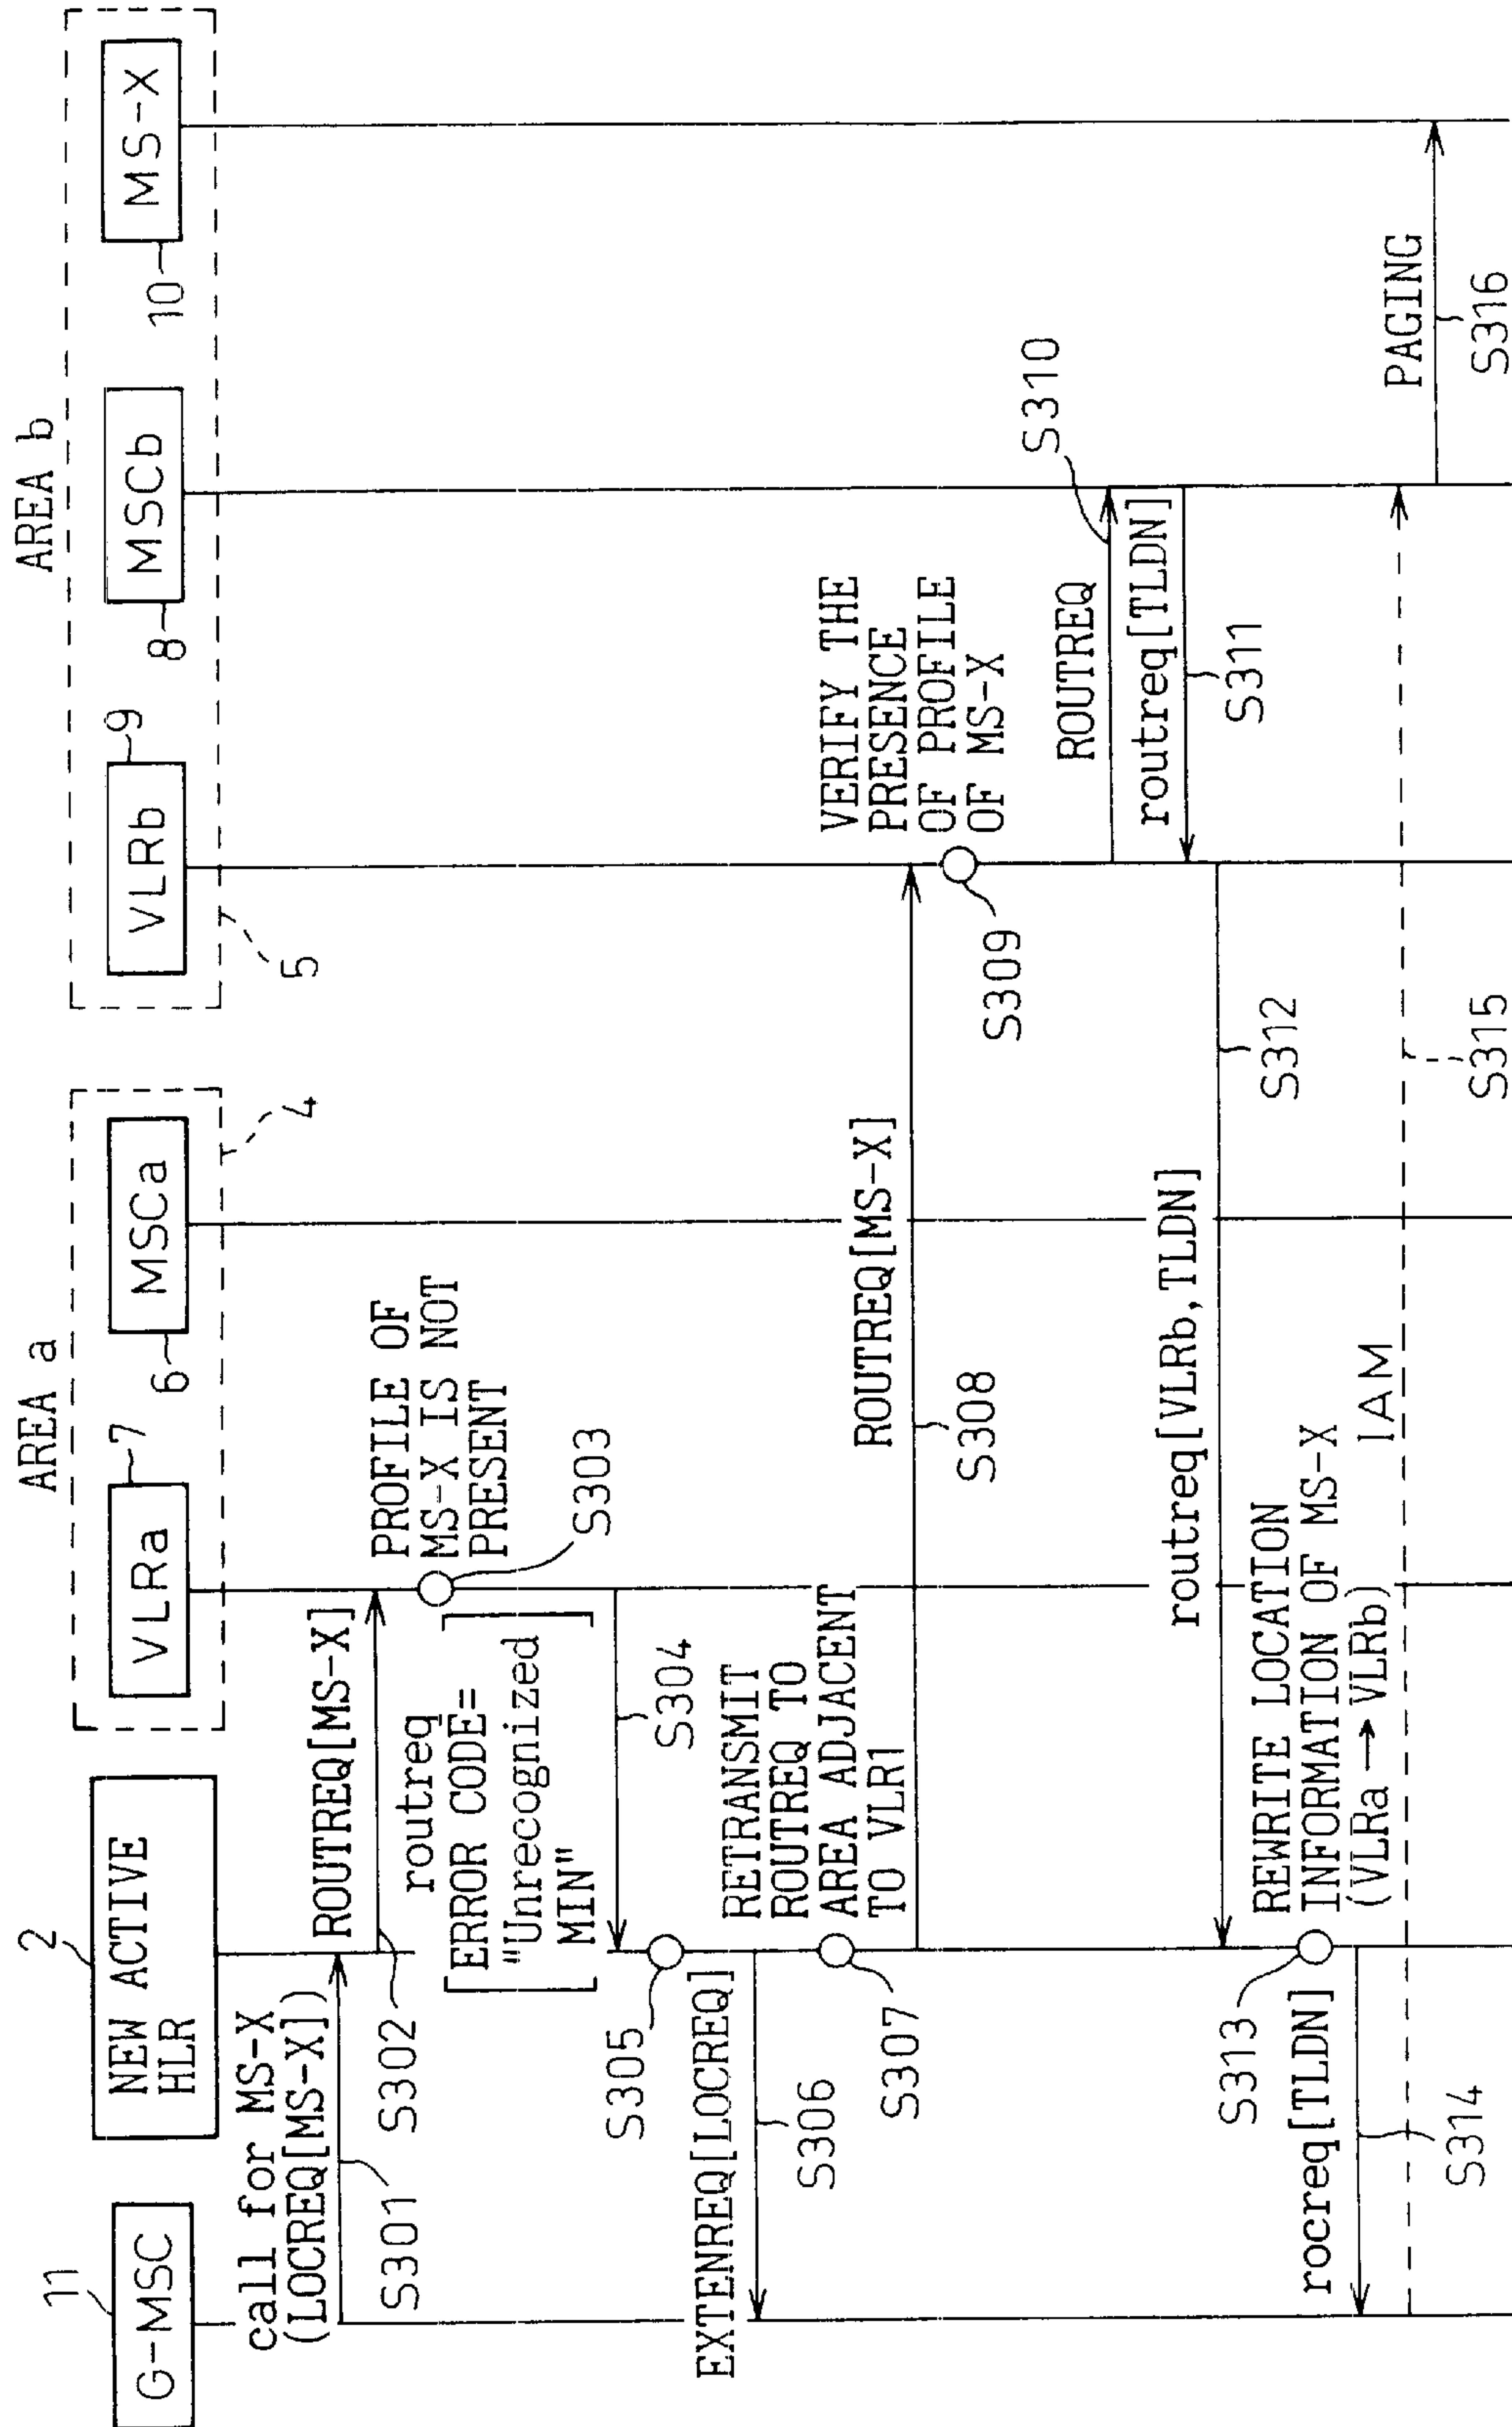 AREA a
AREA b
11
G-MSC
2
NEW ACTIVE
HLR
7
VLRa
6
MSCa
4
9
VLRb
5
8
MSCb
10
MS-X
call for MS-X
(LOCREQ[MS-X])
S301
ROUTREQ[MS-X]
S302
PROFILE OF
MS-X IS NOT
PRESENT
S303
routreq
ERROR CODE=
"Unrecognized
MIN"
S304
S305
EXTENREQ[LOCREQ]
S306
RETRANSMIT
ROUTREQ TO
AREA ADJACENT
TO VLR1
S307
ROUTREQ[MS-X]
S308
VERIFY THE
PRESENCE
OF PROFILE
OF MS-X
S309
ROUTREQ
S310
routreq[TLDN]
S311
routreq[VLRb,TLDN]
S312
REWRITE LOCATION
INFORMATION OF MS-X
(VLRa→VLRb)
S313
rocreq[TLDN]
S314
IAM
S315
PAGING
S316